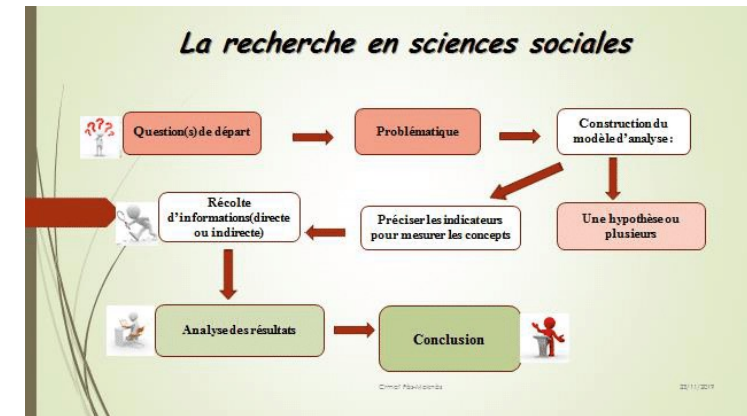 La recherche en sciences sociales
Question(s) de départ
Problématique
Construction du
modèle d'analyse :
Récolte
d'informations(directe
ou indirecte)
Préciser les indicateurs
pour mesurer les concepts
Une hypothèse ou
plusieurs
Analyse des résultats
Conclusion